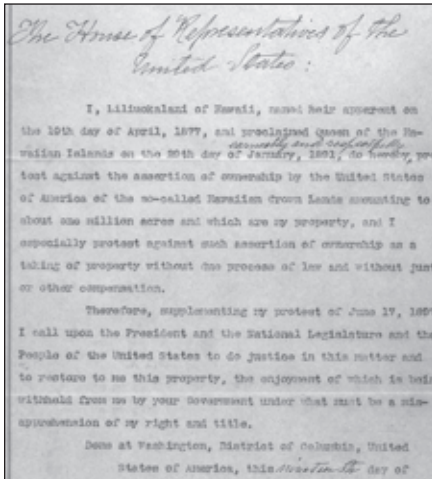 The House of Representatives of the
United States:
I, Liliuokalani of Hawaii, named heir apparent on
the 10th day of April, 1877, and proclaimed Queen of the Ha-
waiian Islands on the 20th day of January, 1891, do
earnestly and respectfully
hereby, pro
test against the assertion of ownership by the United States
of America of the so-called Hawaiian Crown Lands amounting to
about one million acres and which are my property, and I
especially protest against such assertion of ownership as a
taking of property without due process of law and without just
or other compensation.
Therefore, supplementing my protest of June 17, 1897
I call upon the President and the National Legislature and the
People of the United States to do justice in this matter and
to restore to me this property, the enjoyment of which is bein
withheld from me by your Government under what must be a mis-
apprehension of my right and title.
Done at Washington, District of Columbia, United
States of America, this nineteenth day of